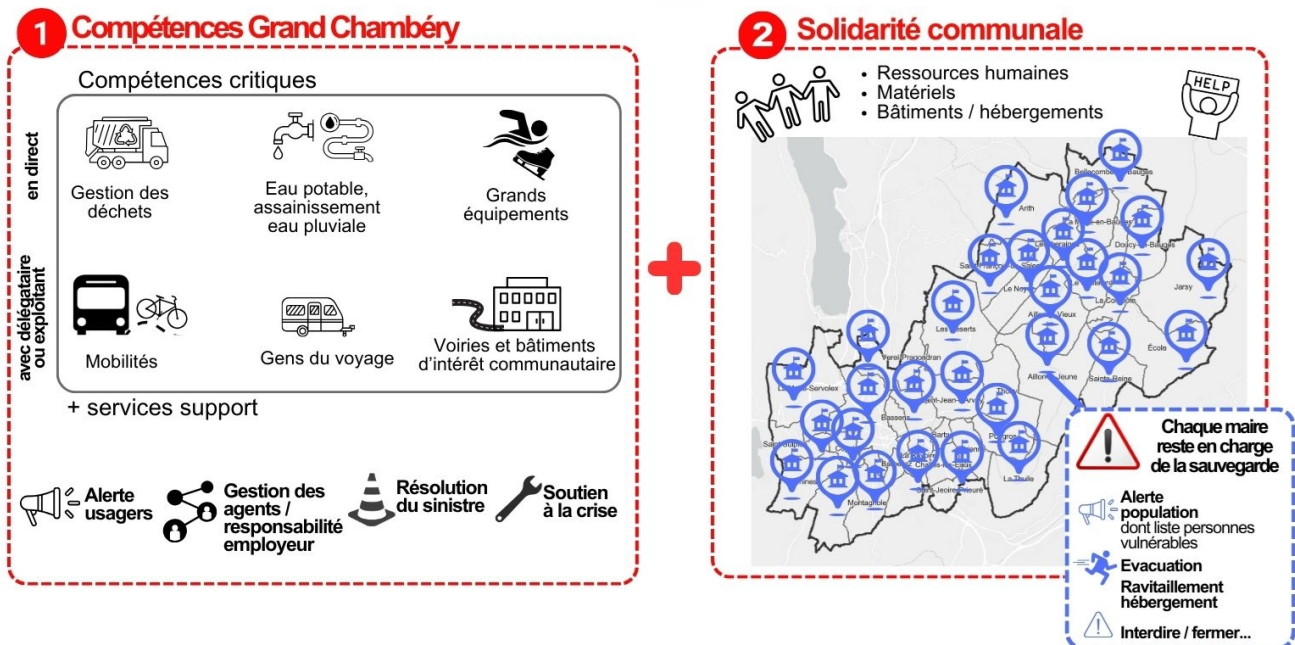 1 Compétences Grand Chambéry
Compétences critiques
en direct
Gestion des
déchets
Eau potable,
assainissement
eau pluviale
Grands
équipements
avec délégataire
ou exploitant
Mobilités
Gens du voyage
Voiries et bâtiments
d'intérêt communautaire
+ services support
Alerte
usagers
Gestion des
agents /
responsabilité
employeur
Résolution
du sinistre
Soutien
à la crise
2 Solidarité communale
• Ressources humaines
• Matériels
• Bâtiments / hébergements
HELP
Arith
Jarsy
Le Noyer
École
Sainte-Reine
La Thuile
Montagnole
Chaque maire
reste en charge
de la sauvegarde
Alerte
population
dont liste personnes
vulnérables
Evacuation
Ravitaillement
hébergement
Interdire / fermer...